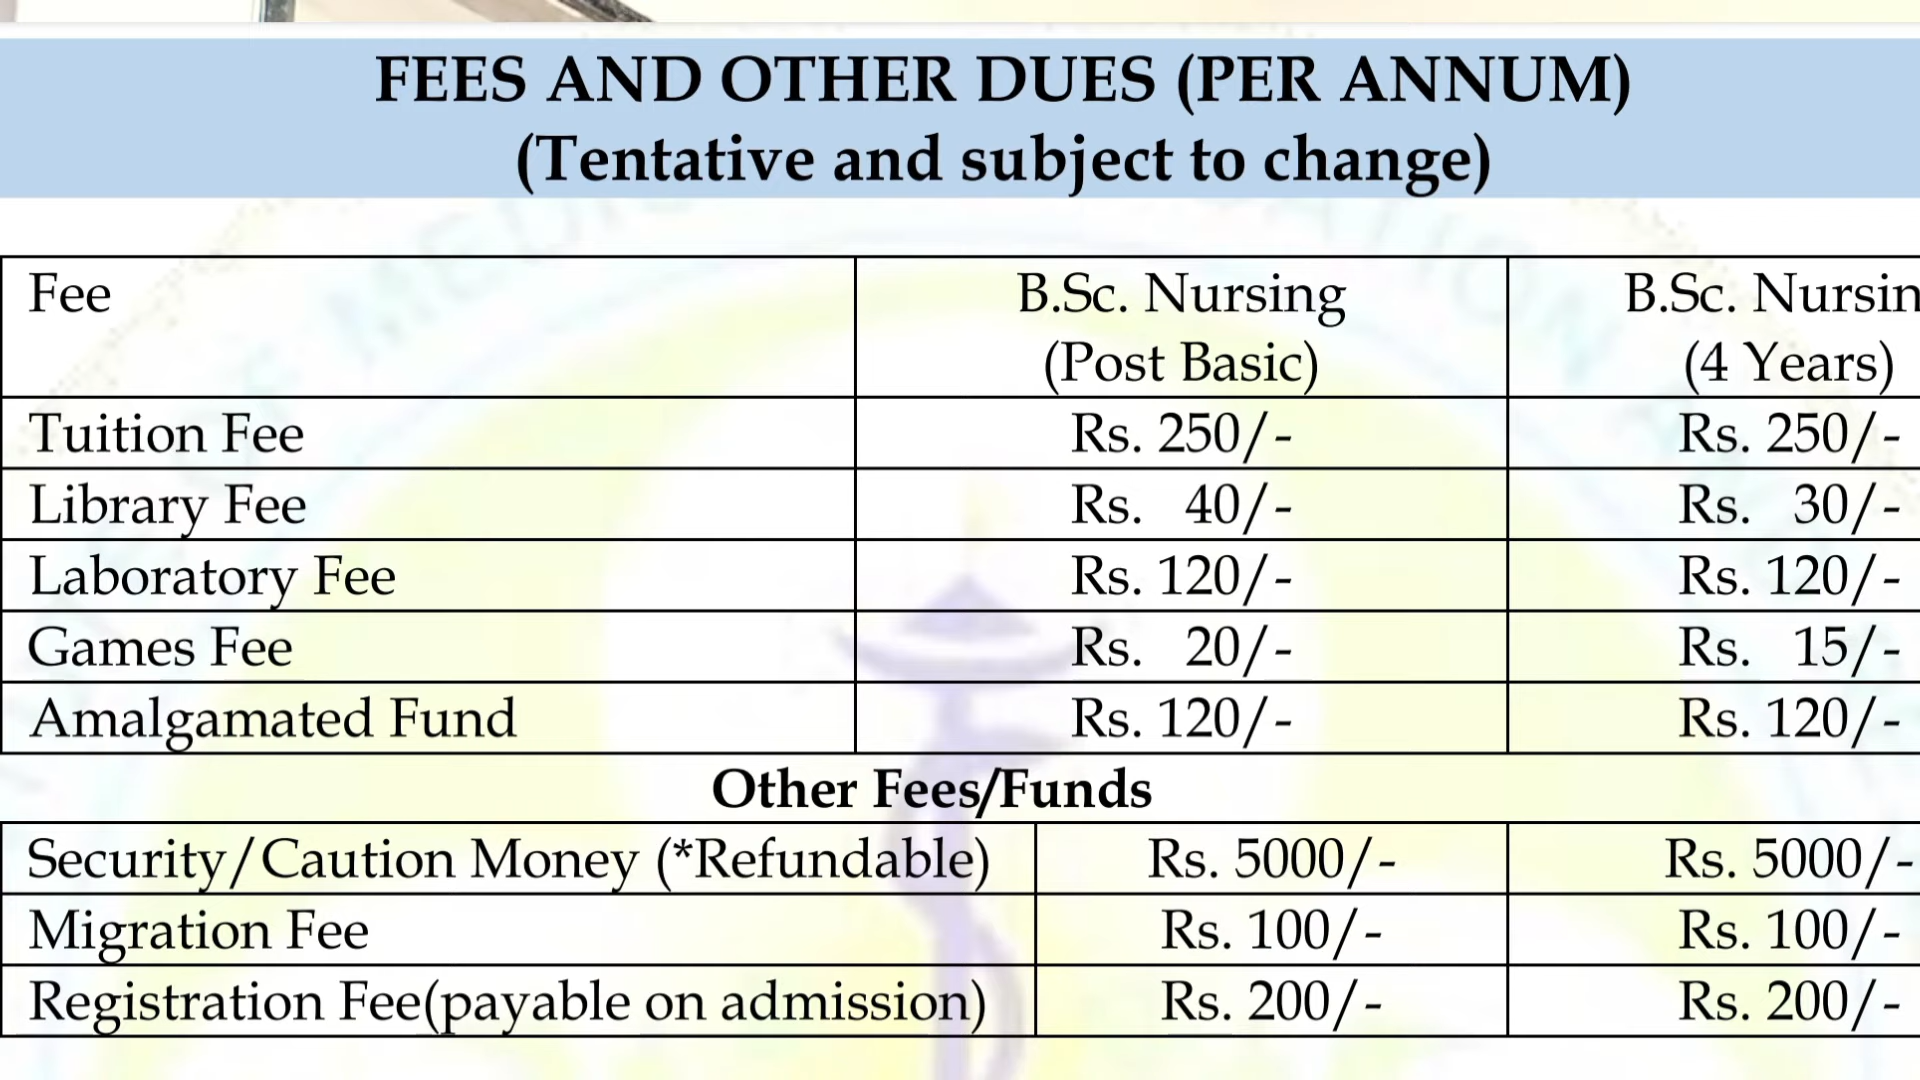 FEES AND OTHER DUES (PER ANNUM)
(Tentative and subject to change)
Fee B.Sc. Nursing B.Sc. Nursin
(Post Basic) (4 Years)
Tuition Fee Rs. 250/- Rs. 250/-
Library Fee Rs. 40/- Rs. 30/-
Laboratory Fee Rs. 120/- Rs. 120/-
Games Fee Rs. 20/- Rs. 15/-
Amalgamated Fund Rs. 120/- Rs. 120/-
Other Fees/Funds
Security/Caution Money (*Refundable) Rs. 5000/- Rs. 5000/-
Migration Fee Rs. 100/- Rs. 100/-
Registration Fee(payable on admission) Rs. 200/- Rs. 200/-